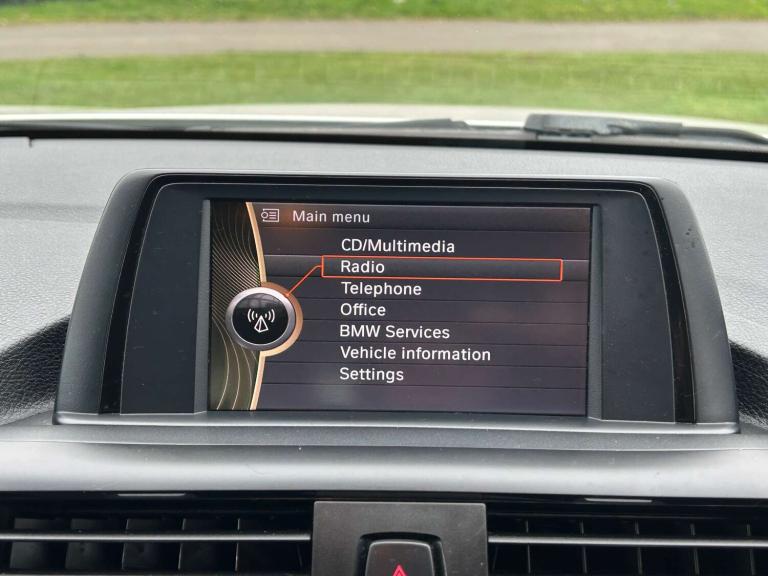 Main menu
CD/Multimedia
Radio
Telephone
Office
BMW Services
Vehicle information
Settings